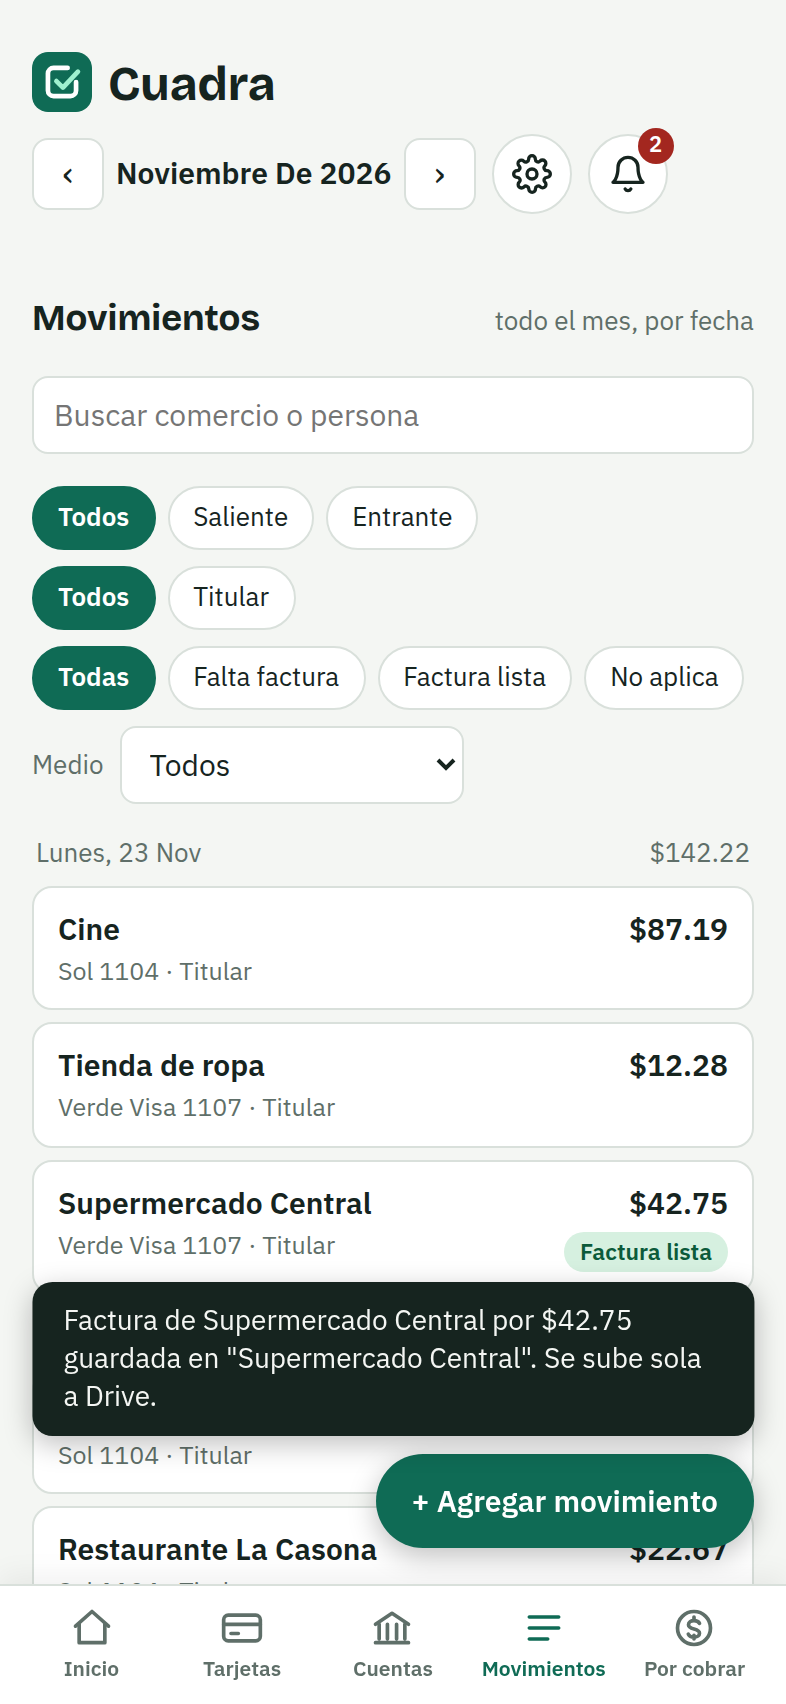 Cuadra
‹ Noviembre De 2026 › 2
Movimientos todo el mes, por fecha
Buscar comercio o persona
Todos Saliente Entrante
Todos Titular
Todas Falta factura Factura lista No aplica
Medio Todos
Lunes, 23 Nov $142.22
Cine $87.19
Sol 1104 · Titular
Tienda de ropa $12.28
Verde Visa 1107 · Titular
Supermercado Central $42.75
Verde Visa 1107 · Titular Factura lista
Factura de Supermercado Central por $42.75
guardada en "Supermercado Central". Se sube sola
a Drive.
Sol 1104 · Titular
+ Agregar movimiento
Restaurante La Casona $22.67
Inicio Tarjetas Cuentas Movimientos Por cobrar